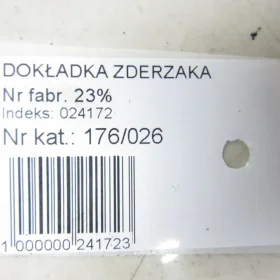 DOKŁADKA ZDERZAKA
Nr fabr. 23%
Indeks: 024172
Nr kat.: 176/026
1 000000 241723